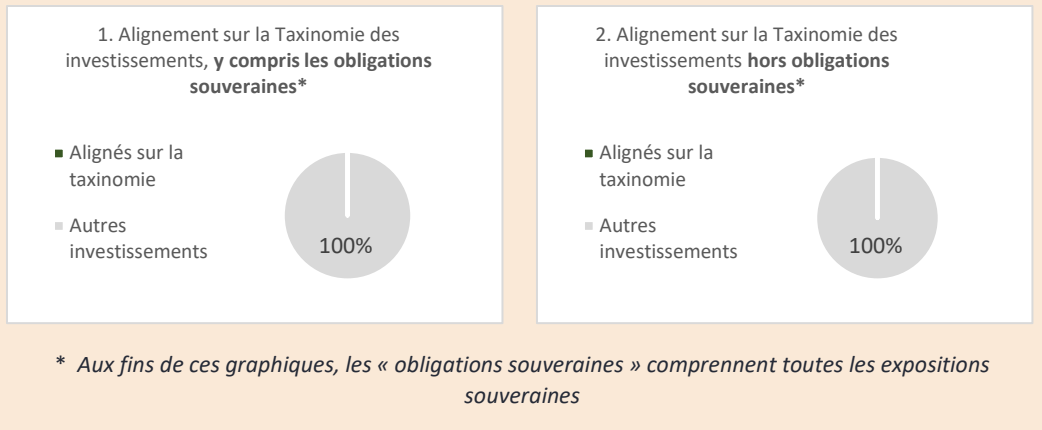 1. Alignement sur la Taxinomie des
investissements, y compris les obligations
souveraines*
Alignés sur la
taxinomie
Autres
investissements
100%
2. Alignement sur la Taxinomie des
investissements hors obligations
souveraines*
Alignés sur la
taxinomie
Autres
investissements
100%
* Aux fins de ces graphiques, les « obligations souveraines » comprennent toutes les expositions
souveraines